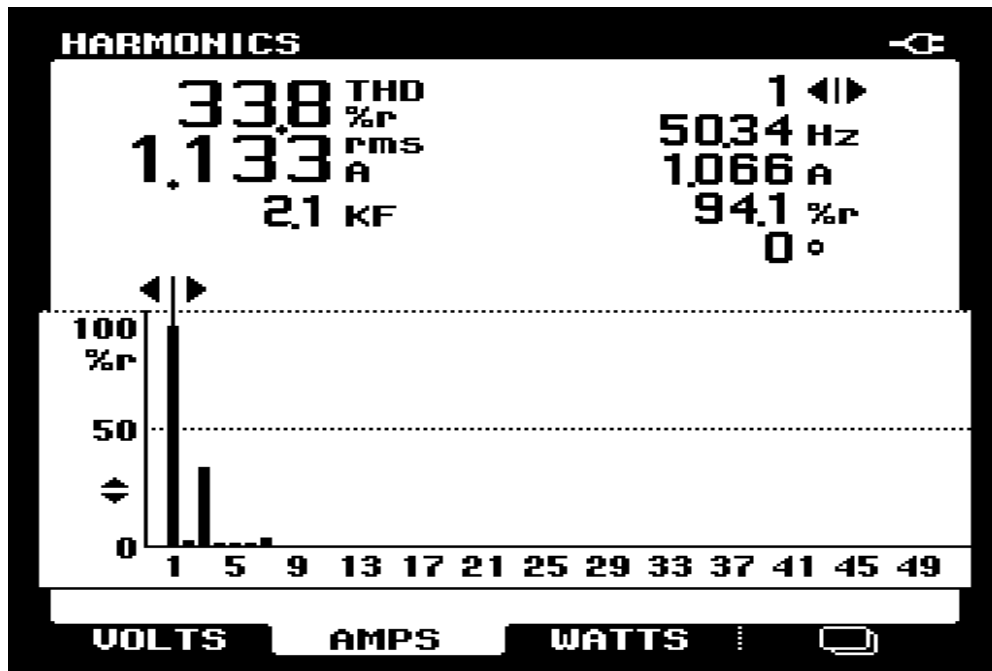 HARMONICS
33.8 THD %r
1.133 rms A
2.1 KF
1
50.34 Hz
1.066 A
94.1 %r
0 °
100
%r
50
0
1 5 9 13 17 21 25 29 33 37 41 45 49
VOLTS AMPS WATTS